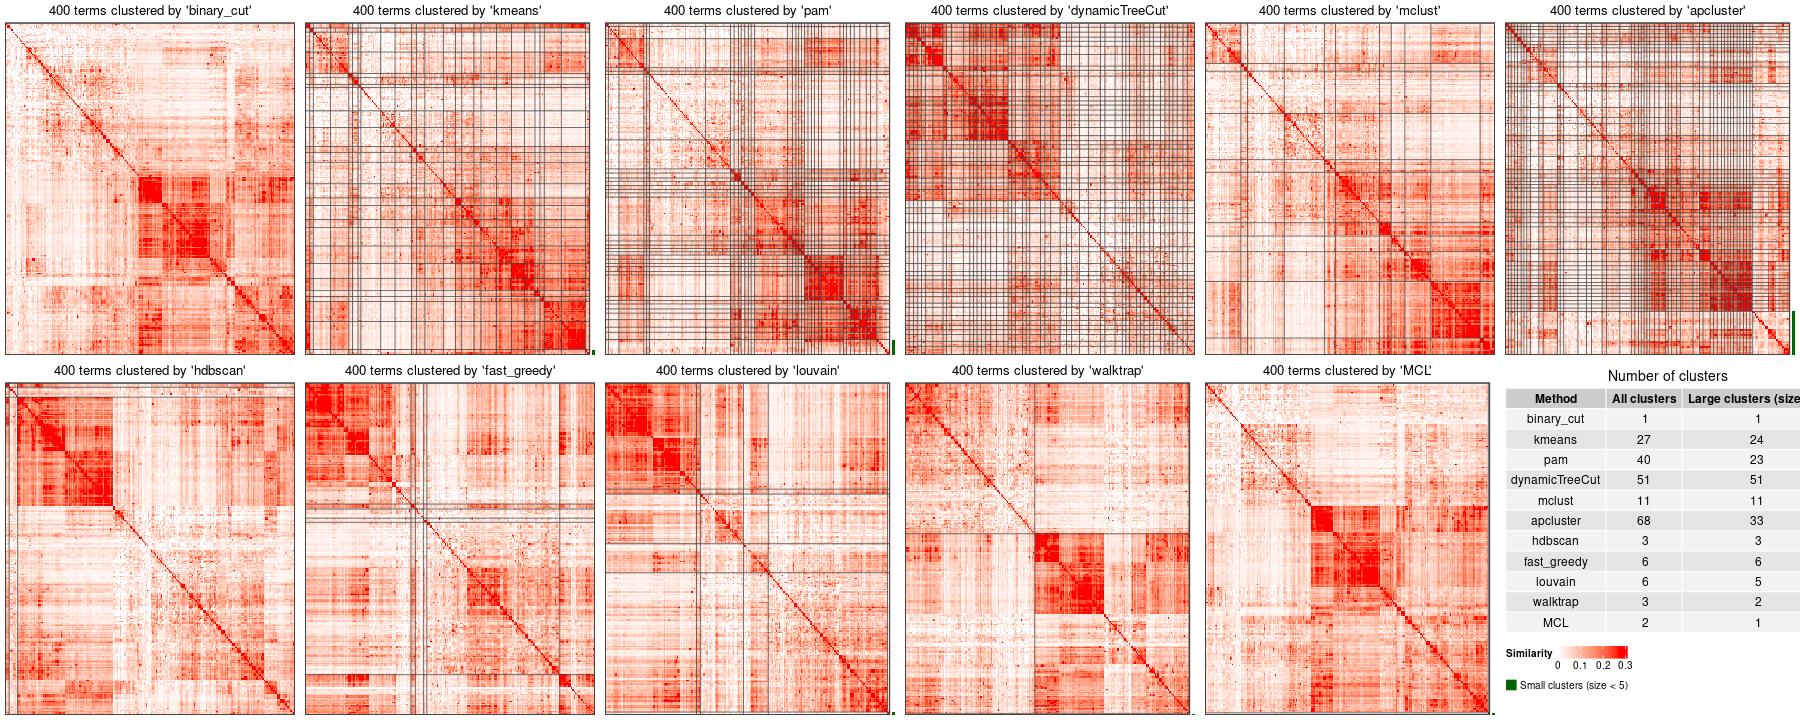 400 terms clustered by 'binary_cut'
400 terms clustered by 'kmeans'
400 terms clustered by 'pam'
400 terms clustered by 'dynamicTreeCut'
400 terms clustered by 'mclust'
400 terms clustered by 'apcluster'
400 terms clustered by 'hdbscan'
400 terms clustered by 'fast_greedy'
400 terms clustered by 'louvain'
400 terms clustered by 'walktrap'
400 terms clustered by 'MCL'
Number of clusters
Method All clusters Large clusters (size
binary_cut 1 1
kmeans 27 24
pam 40 23
dynamicTreeCut 51 51
mclust 11 11
apcluster 68 33
hdbscan 3 3
fast_greedy 6 6
louvain 6 5
walktrap 3 2
MCL 2 1
Similarity
0 0.1 0.2 0.3
Small clusters (size < 5)